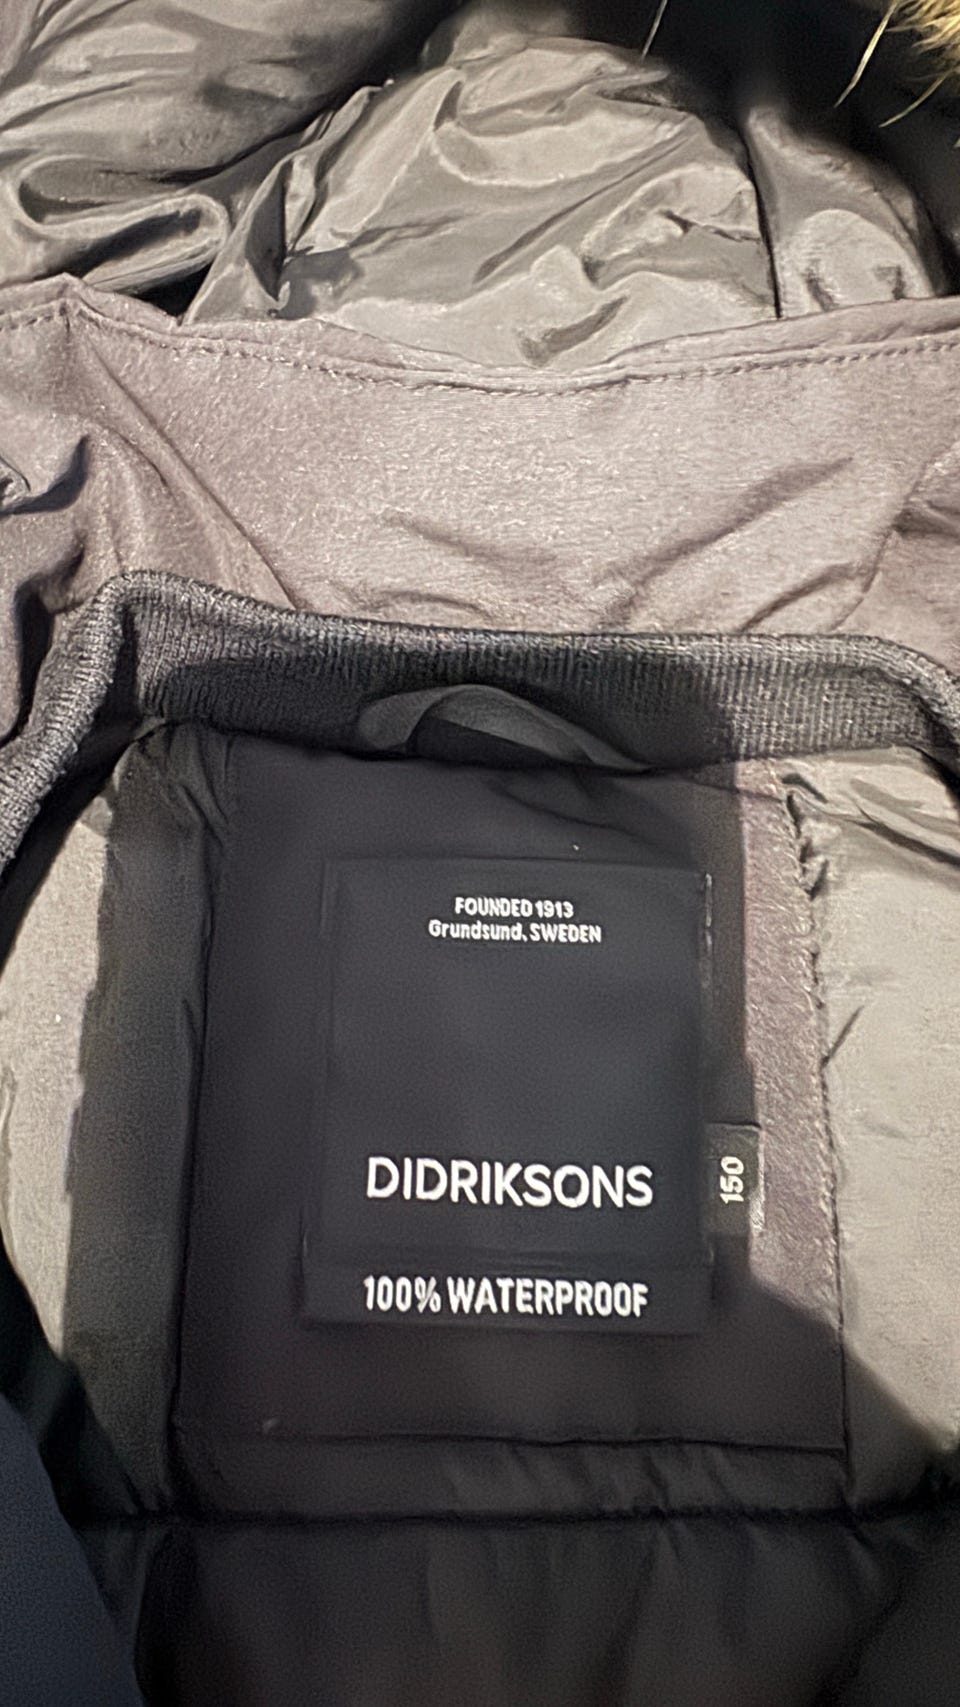 FOUNDED 1913
Grundsund, SWEDEN
DIDRIKSONS
150
100% WATERPROOF